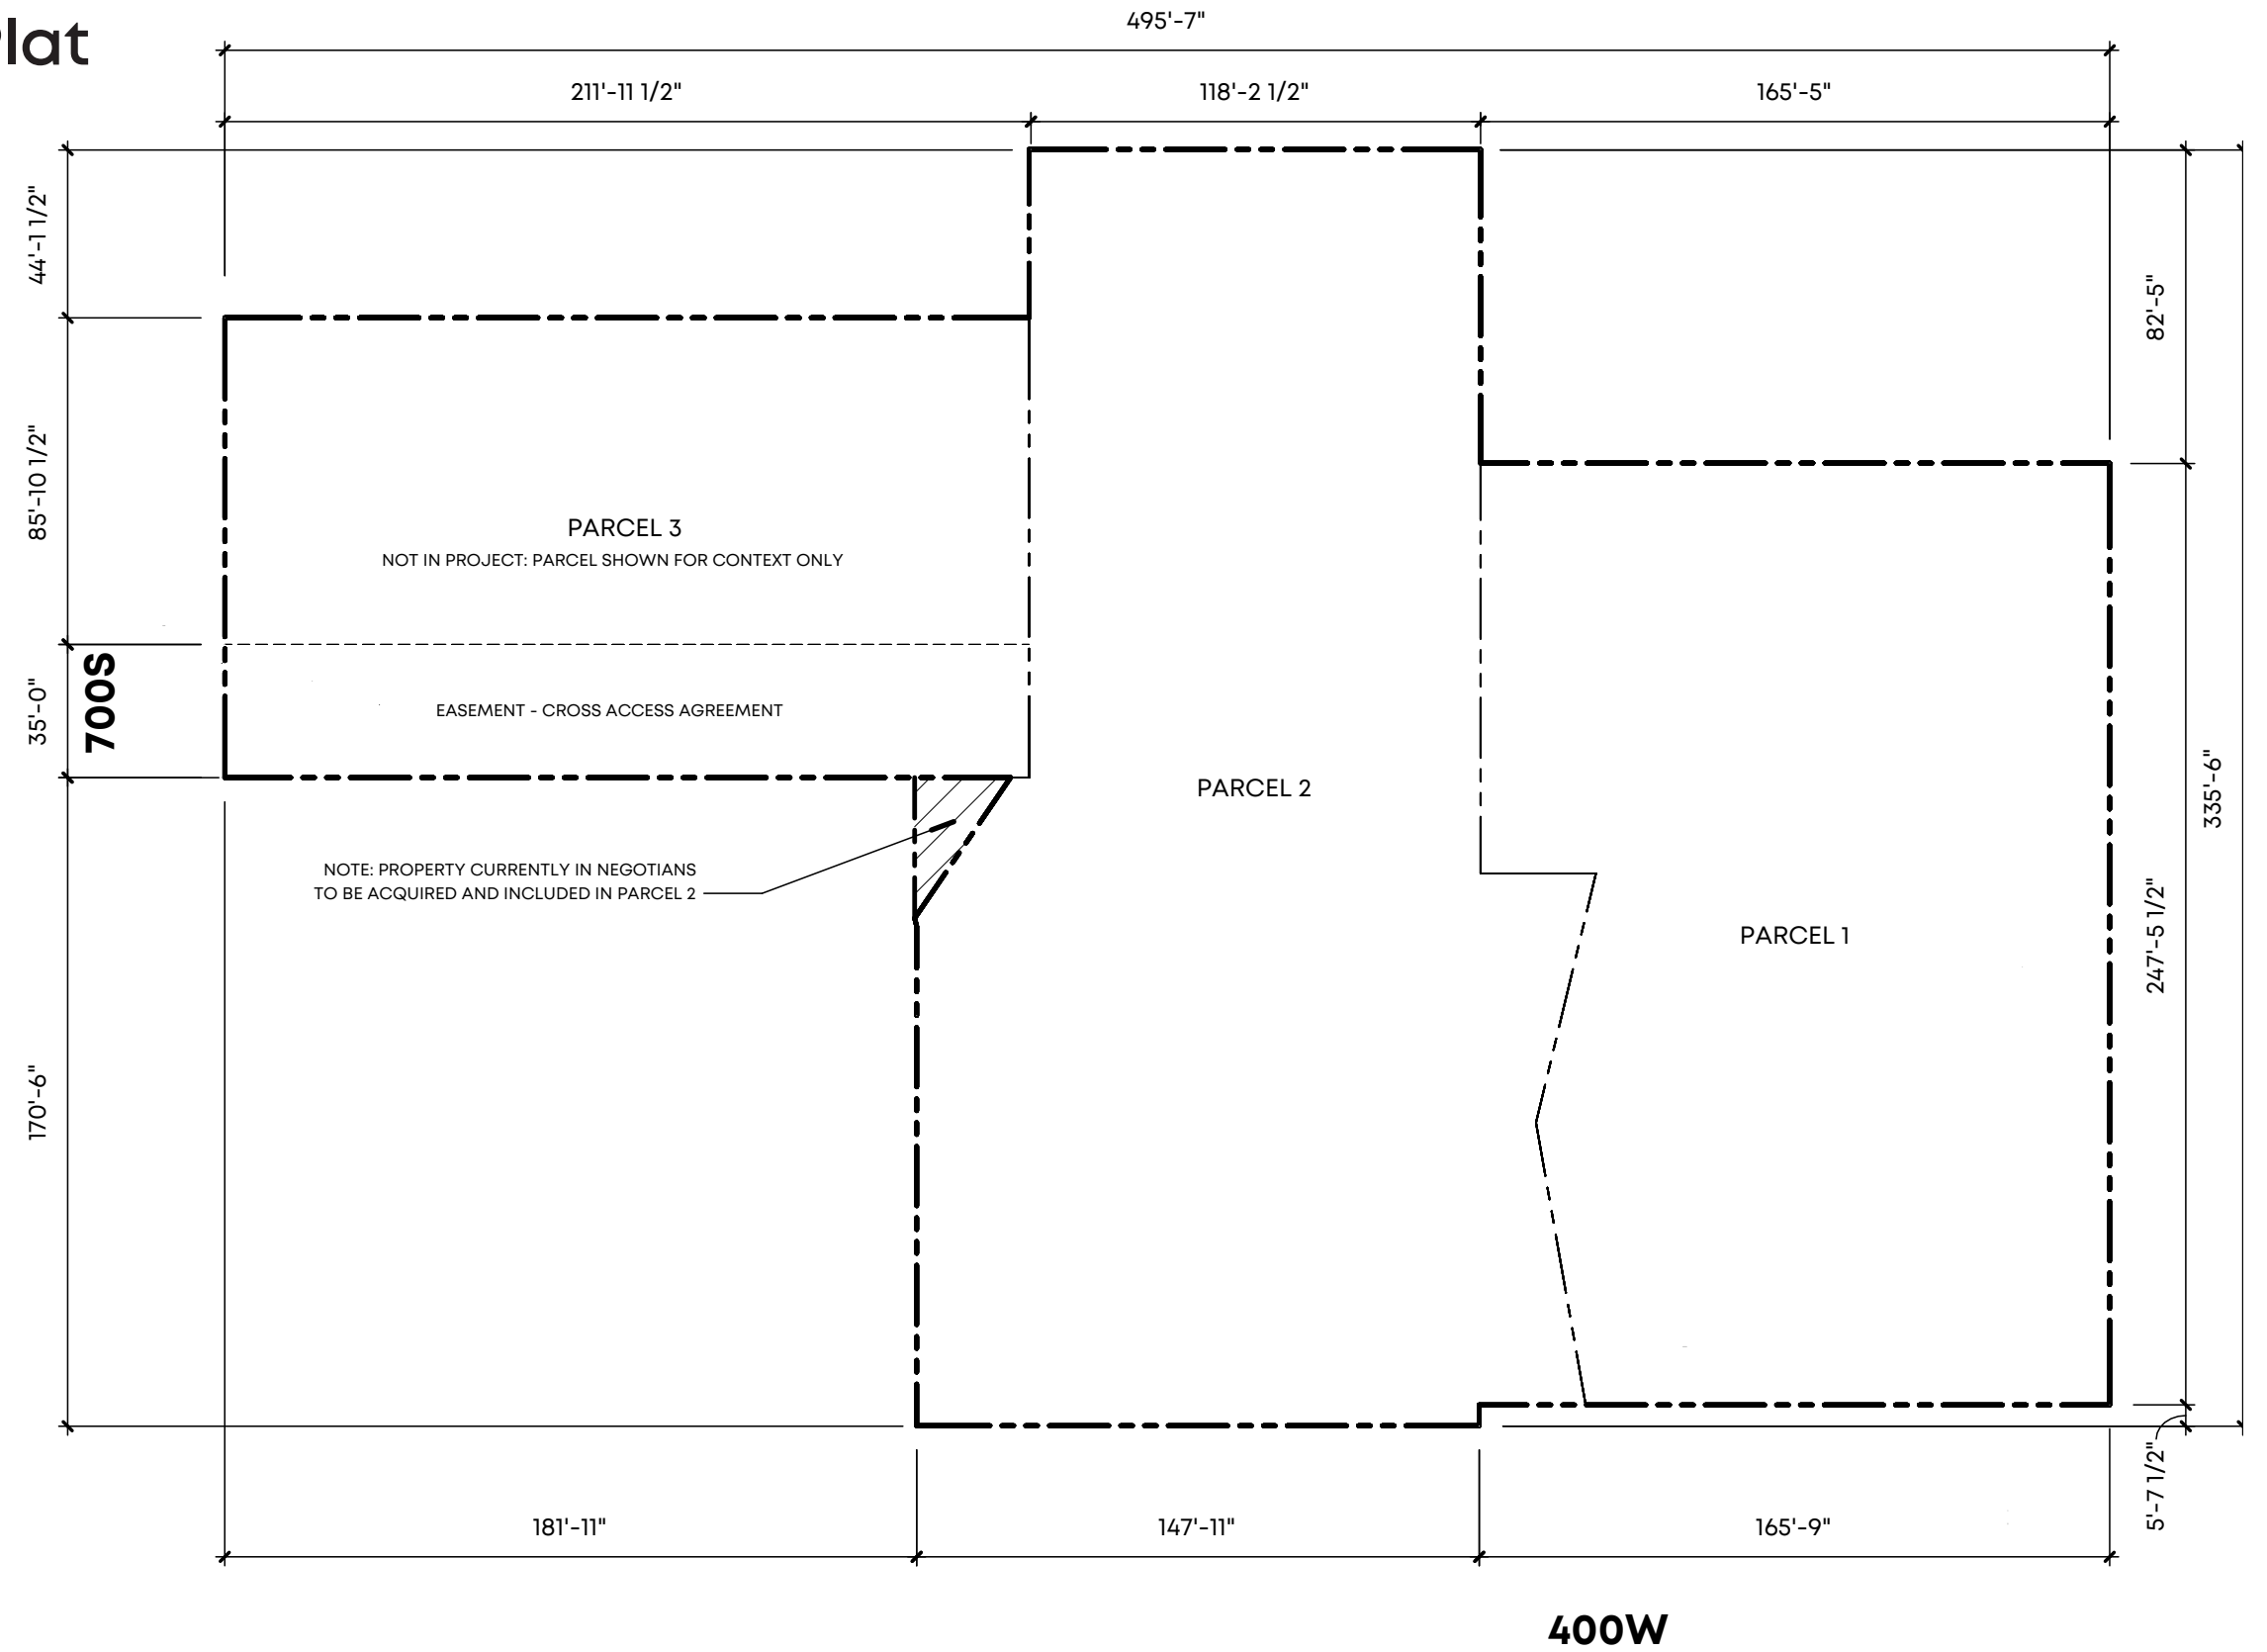 lat
495'-7"
211'-11 1/2"
118'-2 1/2"
165'-5"
44'-1 1/2"
82'-5"
85'-10 1/2"
PARCEL 3
NOT IN PROJECT: PARCEL SHOWN FOR CONTEXT ONLY
35'-0"
700S
EASEMENT - CROSS ACCESS AGREEMENT
PARCEL 2
335'-6"
NOTE: PROPERTY CURRENTLY IN NEGOTIANS
TO BE ACQUIRED AND INCLUDED IN PARCEL 2
PARCEL 1
247'-5 1/2"
170'-6"
5'-7 1/2"
181'-11"
147'-11"
165'-9"
400W